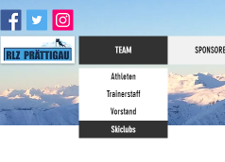 RLZ PRÄTTIGAU
TEAM
SPONSORE
Athleten
Trainerstaff
Vorstand
Skiclubs